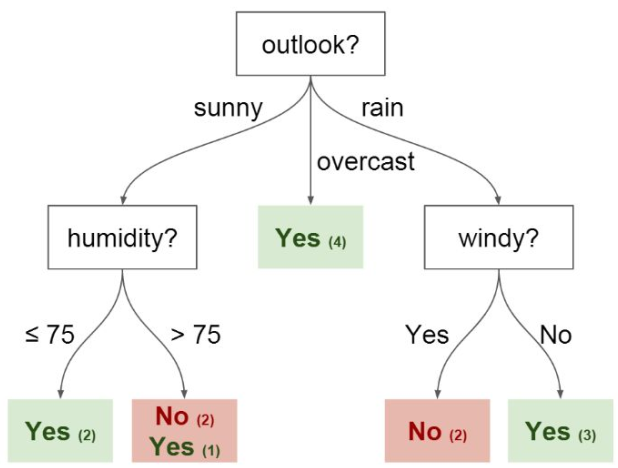 outlook?
sunny
rain
overcast
humidity?
Yes (4)
windy?
≤ 75
> 75
Yes
No
Yes (2)
No (2)
Yes (1)
No (2)
Yes (3)